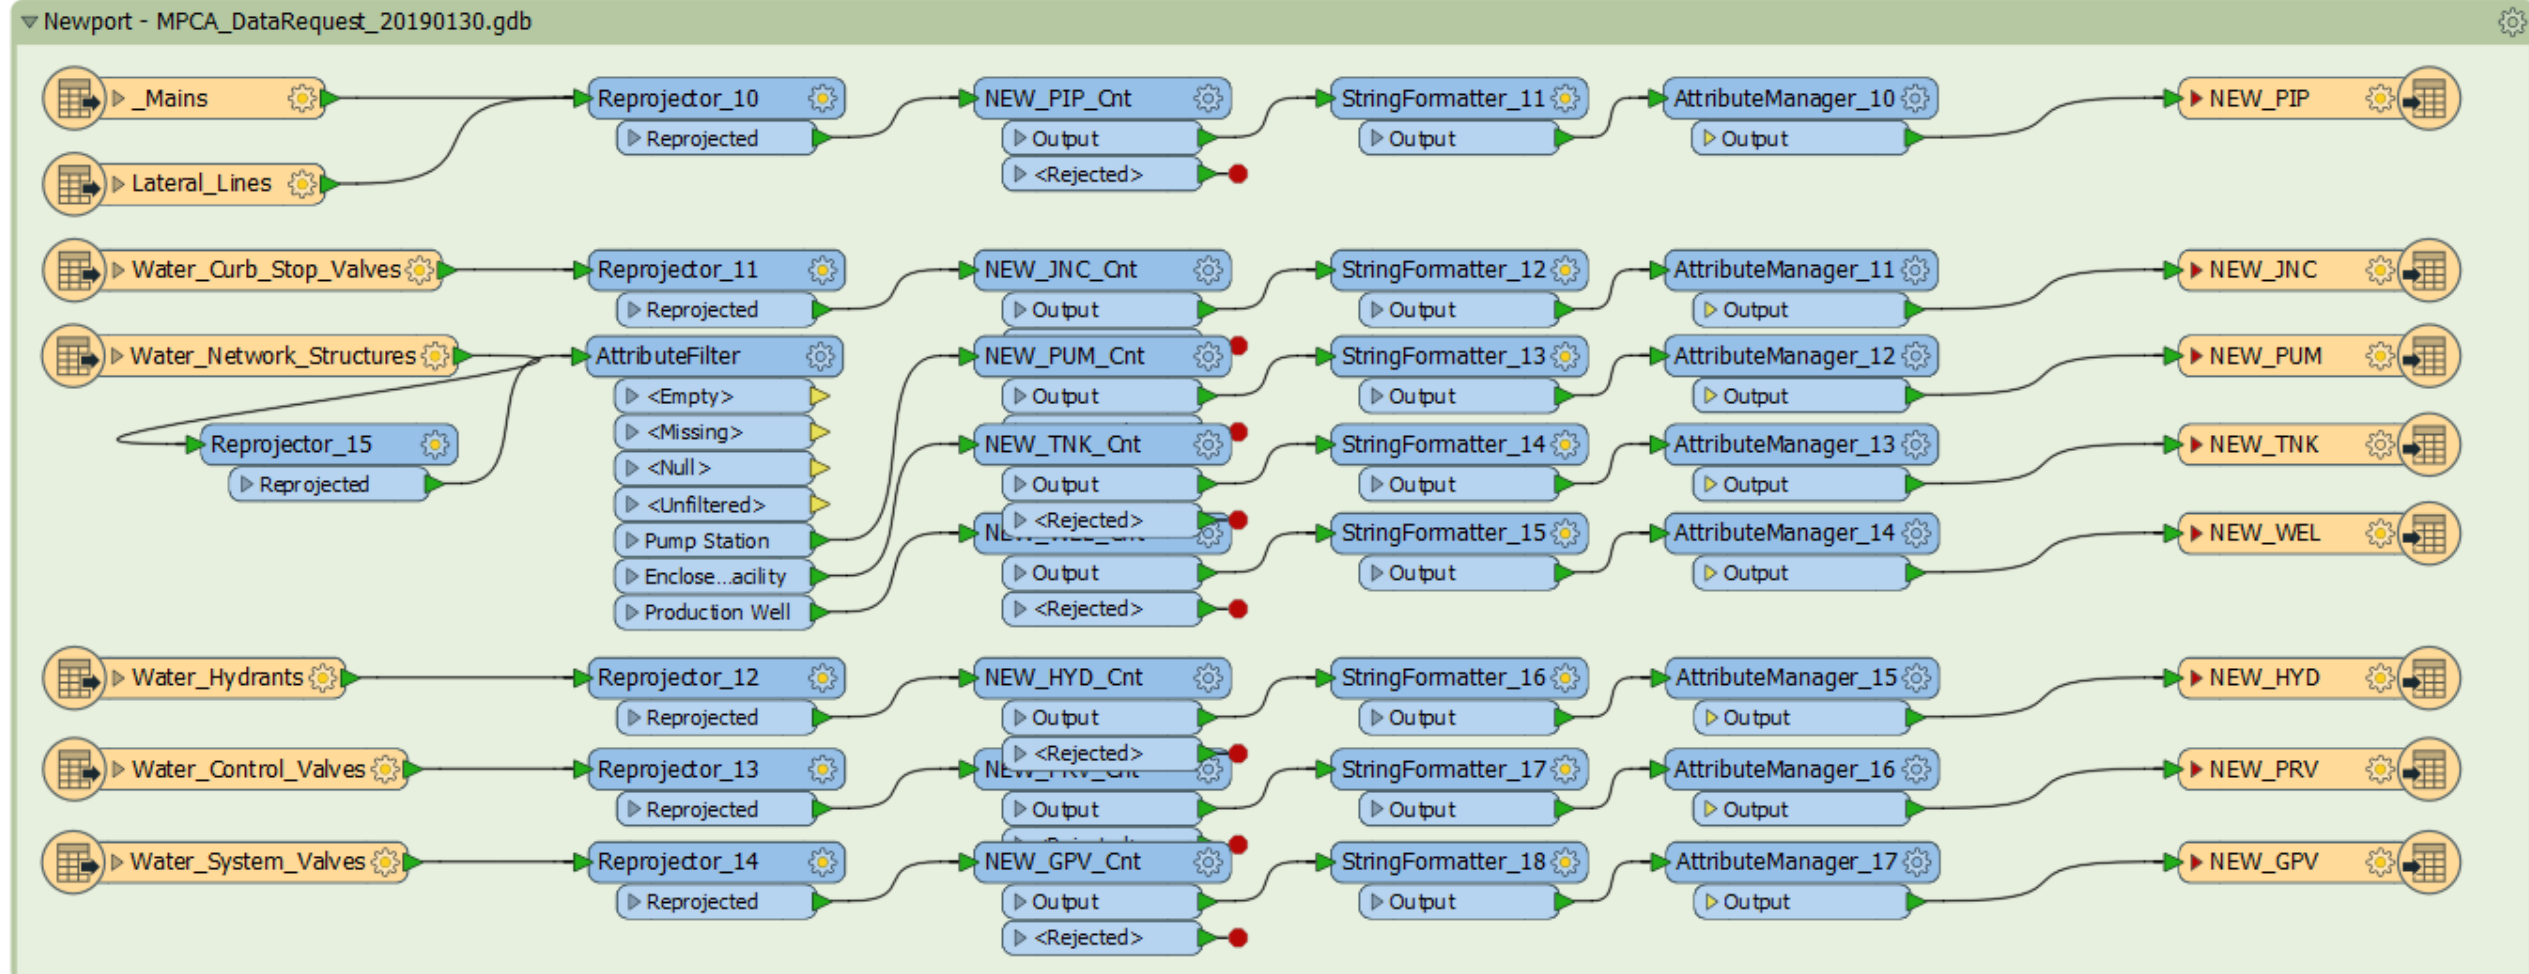 Newport - MPCA_DataRequest_20190130.gdb
_Mains Reprojector_10 NEW_PIP_Cnt StringFormatter_11 AttributeManager_10 NEW_PIP
Reprojected Output Output Output
<Rejected>
Lateral_Lines
Water_Curb_Stop_Valves Reprojector_11 NEW_JNC_Cnt StringFormatter_12 AttributeManager_11 NEW_JNC
Reprojected Output Output Output
Water_Network_Structures AttributeFilter NEW_PUM_Cnt StringFormatter_13 AttributeManager_12 NEW_PUM
<Empty> Output Output Output
<Missing>
Reprojector_15 NEW_TNK_Cnt StringFormatter_14 AttributeManager_13 NEW_TNK
<Null>
Reprojected Output Output Output
<Unfiltered> <Rejected>
StringFormatter_15 AttributeManager_14 NEW_WEL
Pump Station
Enclose...acility Output Output Output
Production Well <Rejected>
Water_Hydrants Reprojector_12 NEW_HYD_Cnt StringFormatter_16 AttributeManager_15 NEW_HYD
Reprojected Output Output Output
<Rejected>
Water_Control_Valves Reprojector_13 StringFormatter_17 AttributeManager_16 NEW_PRV
Reprojected Output Output Output
Water_System_Valves Reprojector_14 NEW_GPV_Cnt StringFormatter_18 AttributeManager_17 NEW_GPV
Reprojected Output Output Output
<Rejected>